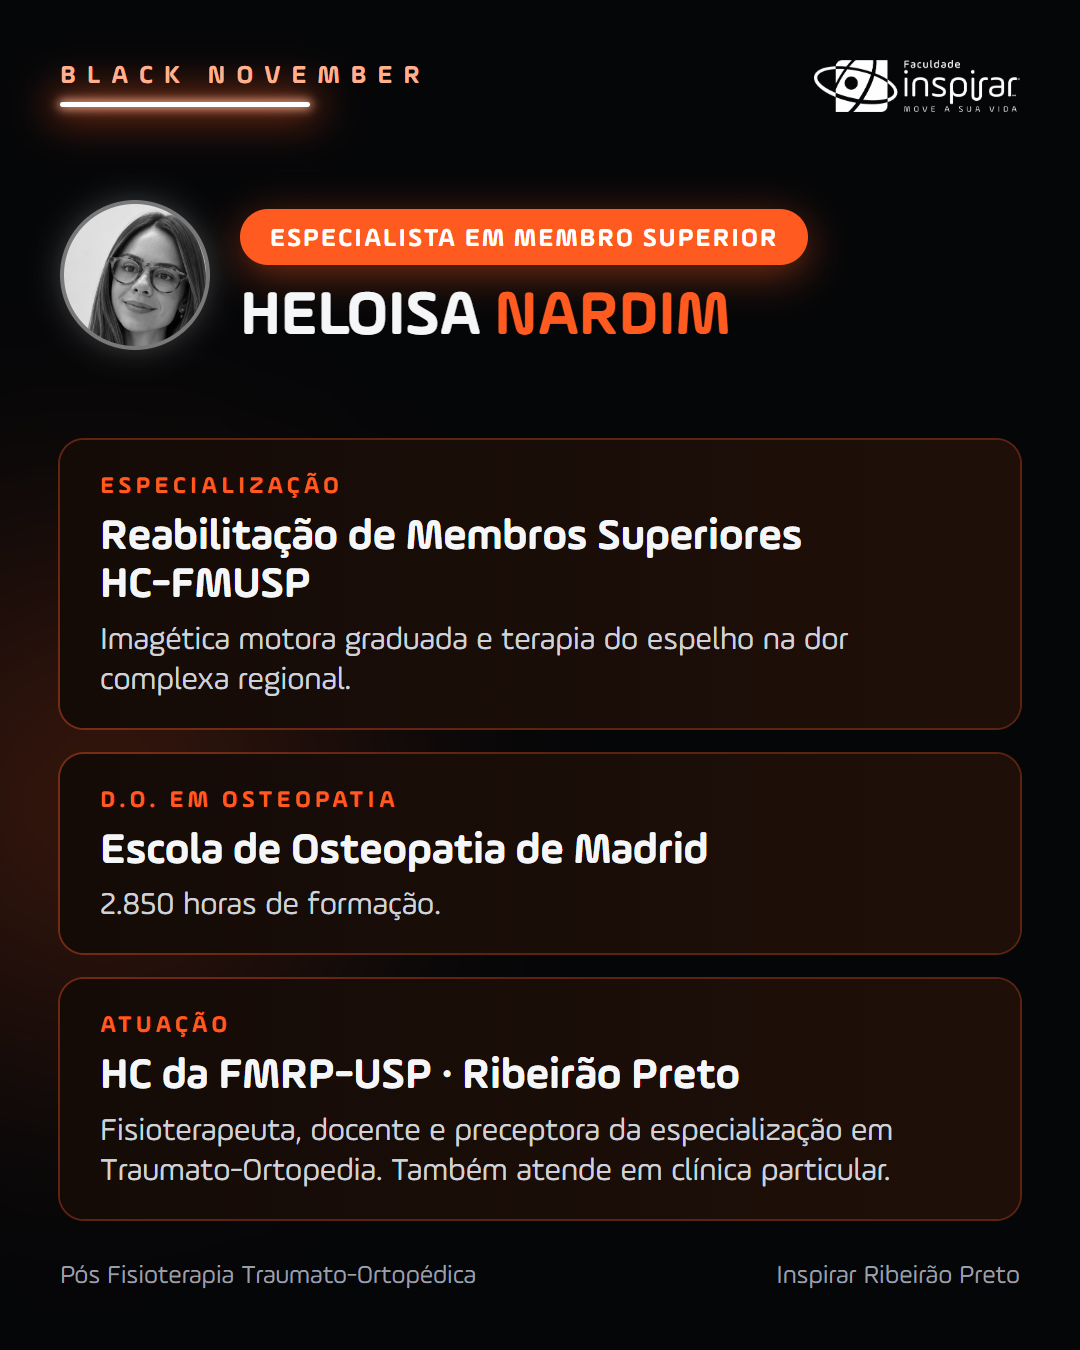 BLACK NOVEMBER
Faculdade
inspirar
MOVE A SUA VIDA
ESPECIALISTA EM MEMBRO SUPERIOR
HELOISA NARDIM
ESPECIALIZAÇÃO
Reabilitação de Membros Superiores
HC-FMUSP
Imagética motora graduada e terapia do espelho na dor
complexa regional.
D.O. EM OSTEOPATIA
Escola de Osteopatia de Madrid
2.850 horas de formação.
ATUAÇÃO
HC da FMRP-USP · Ribeirão Preto
Fisioterapeuta, docente e preceptora da especialização em
Traumato-Ortopedia. Também atende em clínica particular.
Pós Fisioterapia Traumato-Ortopédica
Inspirar Ribeirão Preto